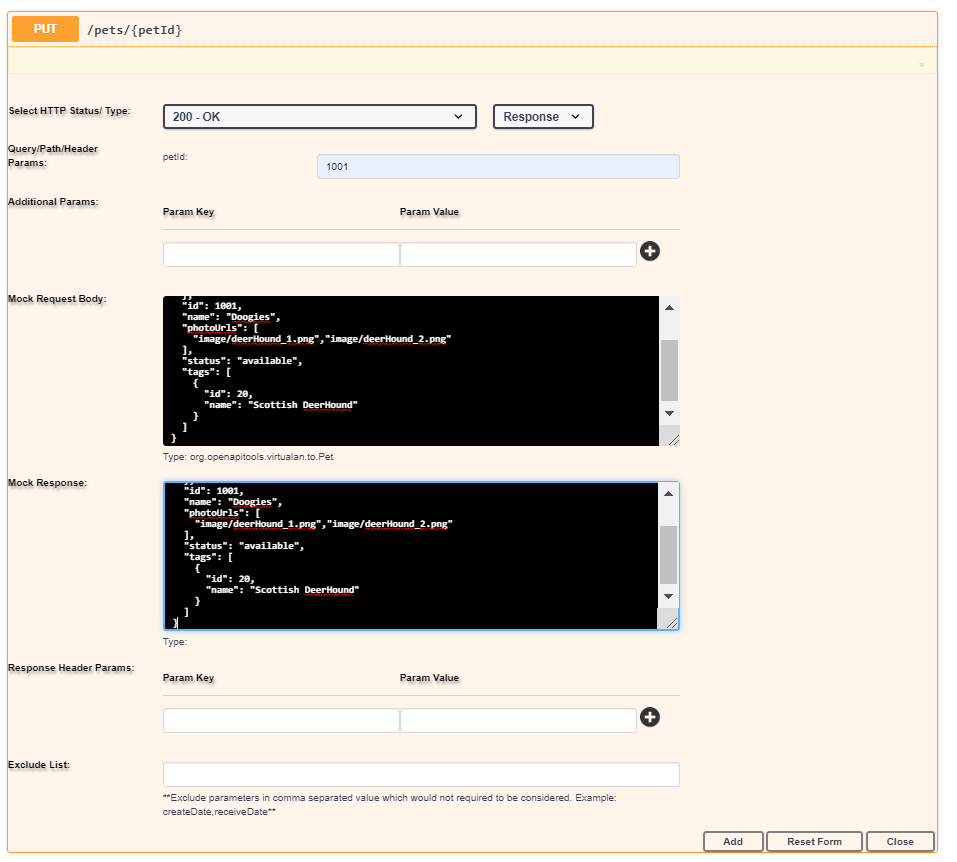 PUT /pets/{petId}
×
Select HTTP Status/ Type: 200 - OK Response
Query/Path/Header
Params:
petId: 1001
Additional Params:
Param Key Param Value
Mock Request Body:
"id": 1001,
"name": "Doogies",
"photoUrls": [
"image/deerHound_1.png","image/deerHound_2.png"
],
"status": "available",
"tags": [
{
"id": 20,
"name": "Scottish DeerHound"
}
]
}
Type: org.openapitools.virtualan.to.Pet
Mock Response:
"id": 1001,
"name": "Doogies",
"photoUrls": [
"image/deerHound_1.png","image/deerHound_2.png"
],
"status": "available",
"tags": [
{
"id": 20,
"name": "Scottish DeerHound"
}
]
}
Type:
Response Header Params:
Param Key Param Value
Exclude List:
**Exclude parameters in comma separated value which would not required to be considered. Example:
createDate,receiveDate**
Add Reset Form Close